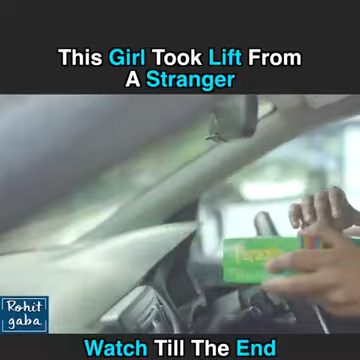 This Girl Took Lift From
A Stranger
Rohit
gaba
Watch Till The End